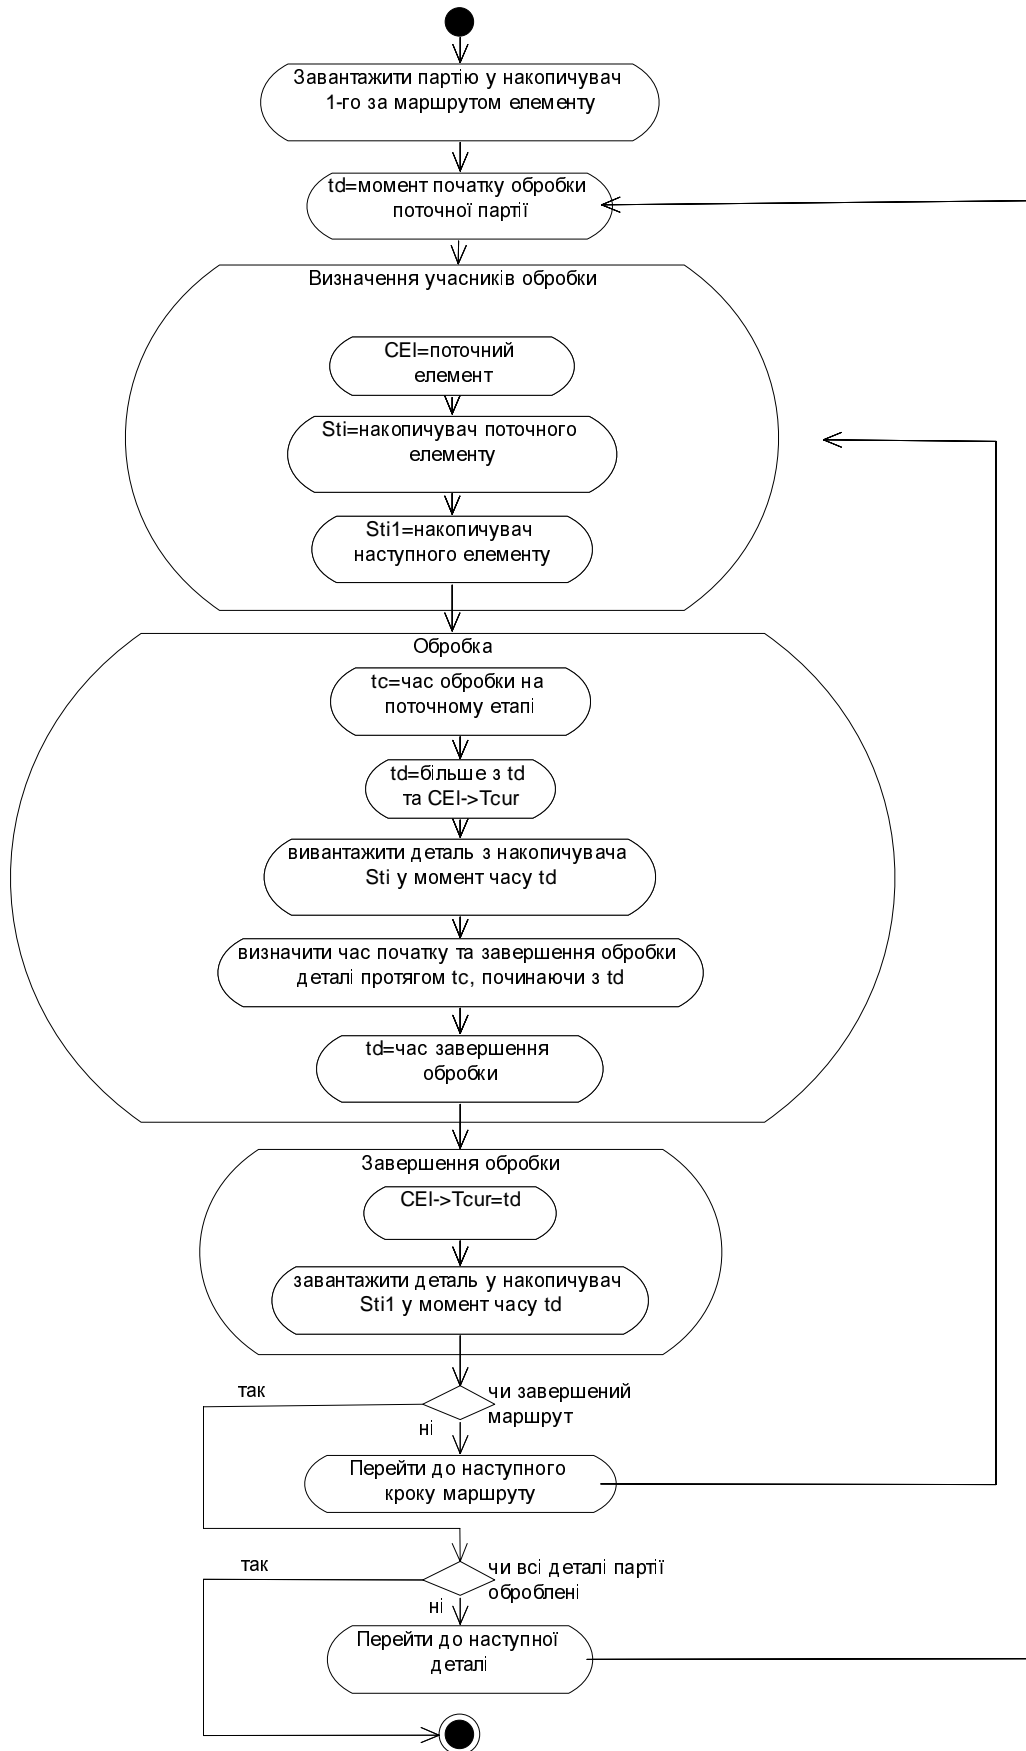 Завантажити партію у накопичувач
1-го за маршрутом елементу
td=момент початку обробки
поточної партії
Визначення учасників обробки
CEl=поточний
елемент
Sti=накопичувач поточного
елементу
Sti1=накопичувач
наступного елементу
Обробка
tc=час обробки на
поточному етапі
td=більше з td
та CEl->Tcur
вивантажити деталь з накопичувача
Sti у момент часу td
визначити час початку та завершення обробки
деталі протягом tc, починаючи з td
td=час завершення
обробки
Завершення обробки
CEl->Tcur=td
завантажити деталь у накопичувач
Sti1 у момент часу td
так
чи завершений
маршрут
ні
Перейти до наступного
кроку маршруту
так
чи всі деталі партії
оброблені
ні
Перейти до наступної
деталі